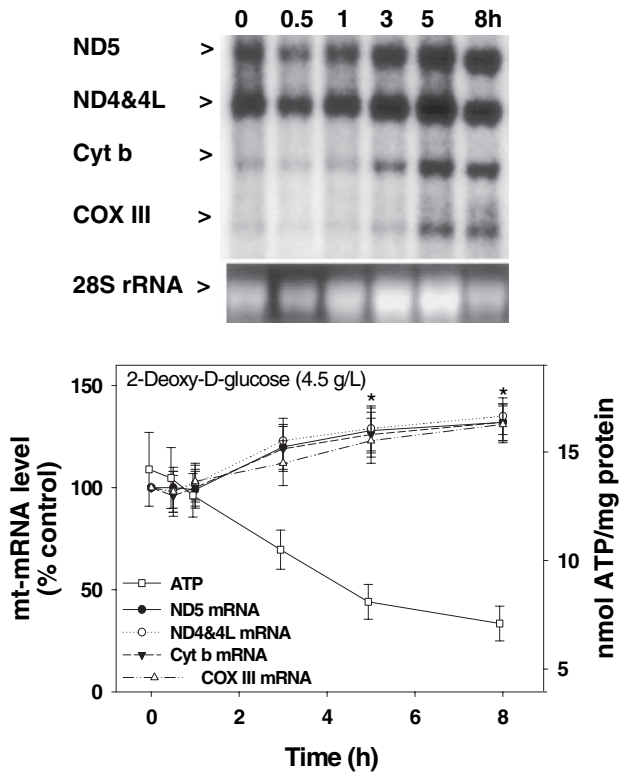 0 0.5 1 3 5 8h
ND5 >
ND4&4L >
Cyt b >
COX III >
28S rRNA >
2-Deoxy-D-glucose (4.5 g/L)
* *
150
100
50
0
mt-mRNA level
(% control)
15
10
5
nmol ATP/mg protein
ATP
ND5 mRNA
ND4&4L mRNA
Cyt b mRNA
COX III mRNA
0 2 4 6 8
Time (h)